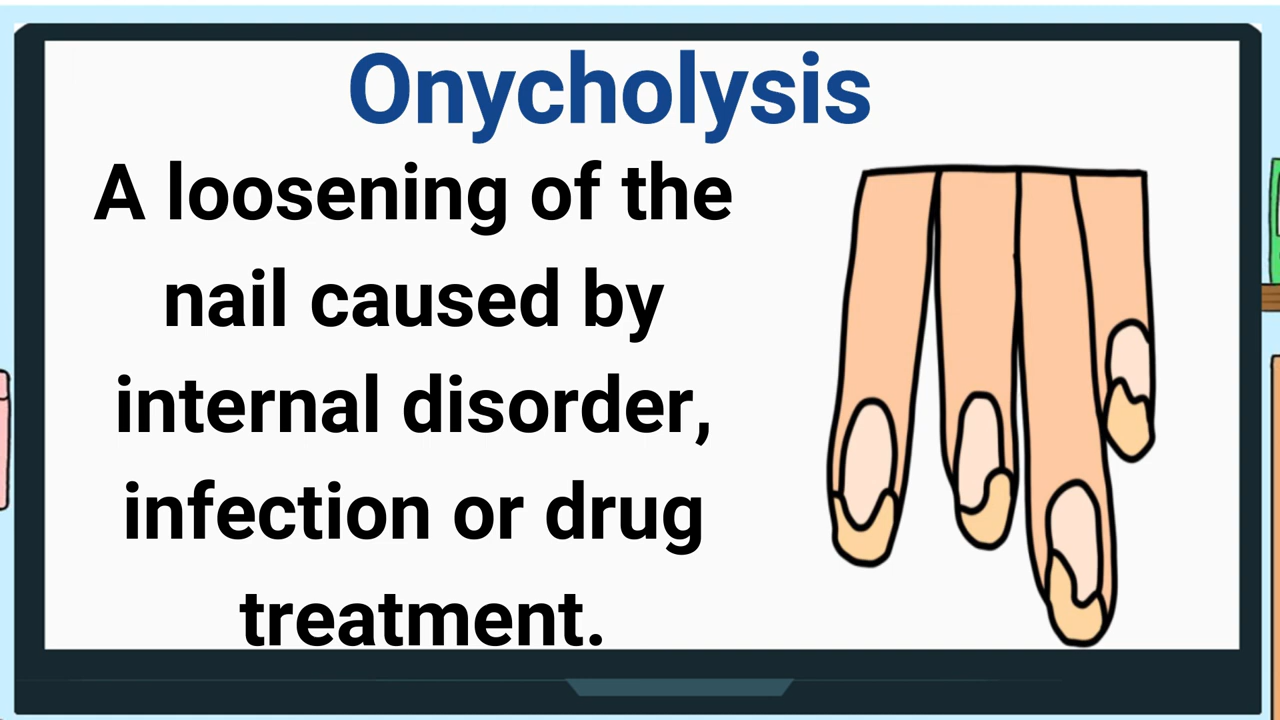 Onycholysis
A loosening of the
nail caused by
internal disorder,
infection or drug
treatment.